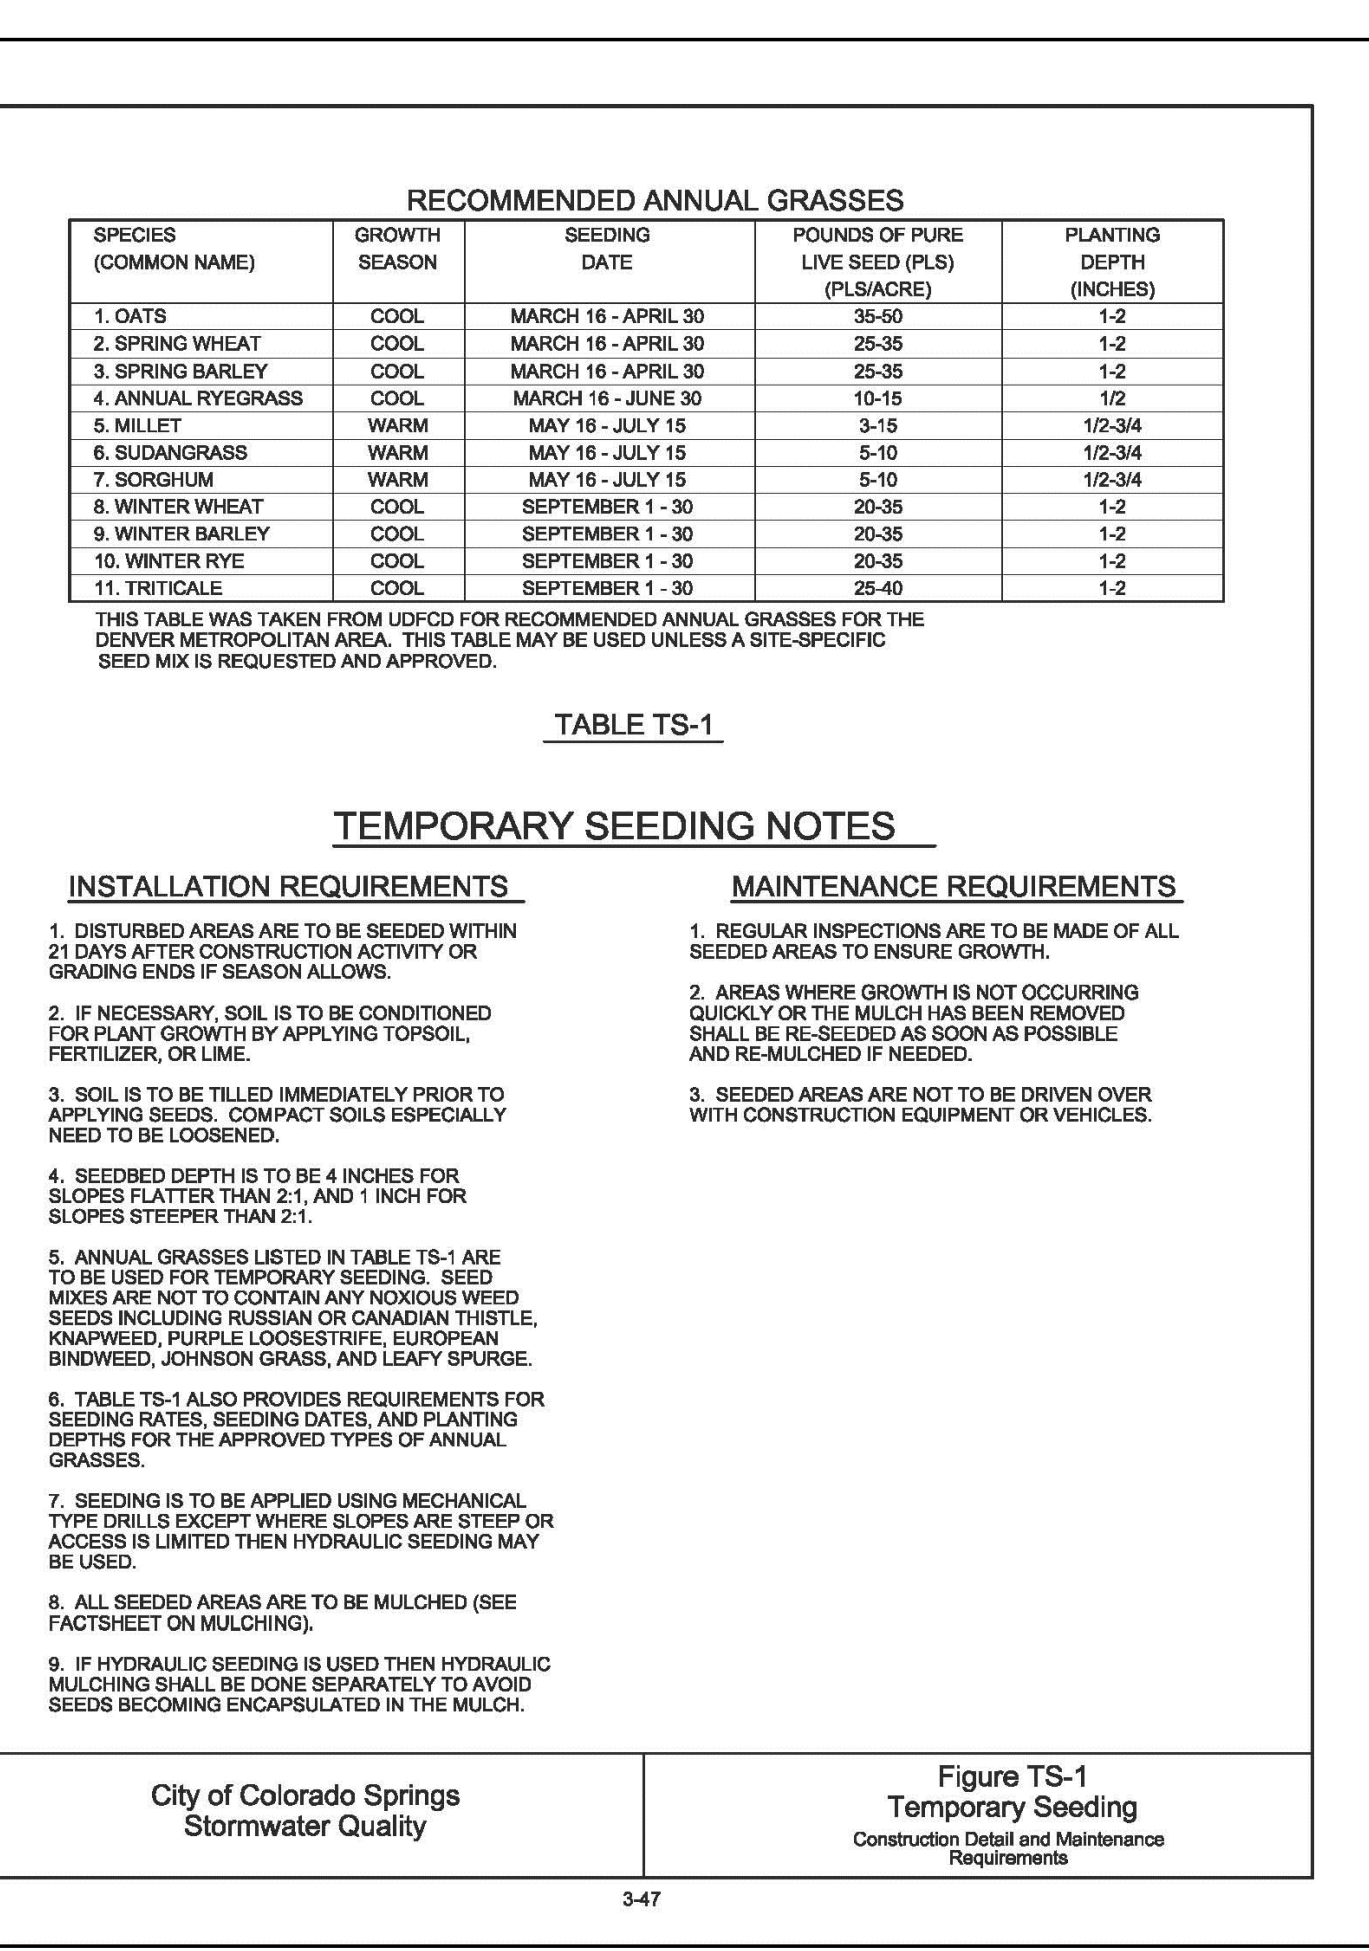 RECOMMENDED ANNUAL GRASSES
SPECIES GROWTH SEEDING POUNDS OF PURE PLANTING
(COMMON NAME) SEASON DATE LIVE SEED (PLS) DEPTH
(PLS/ACRE) (INCHES)
1. OATS COOL MARCH 16 - APRIL 30 35-50 1-2
2. SPRING WHEAT COOL MARCH 16 - APRIL 30 25-35 1-2
3. SPRING BARLEY COOL MARCH 16 - APRIL 30 25-35 1-2
4. ANNUAL RYEGRASS COOL MARCH 16 - JUNE 30 10-15 1/2
5. MILLET WARM MAY 16 - JULY 15 3-15 1/2-3/4
6. SUDANGRASS WARM MAY 16 - JULY 15 5-10 1/2-3/4
7. SORGHUM WARM MAY 16 - JULY 15 5-10 1/2-3/4
8. WINTER WHEAT COOL SEPTEMBER 1 - 30 20-35 1-2
9. WINTER BARLEY COOL SEPTEMBER 1 - 30 20-35 1-2
10. WINTER RYE COOL SEPTEMBER 1 - 30 20-35 1-2
11. TRITICALE COOL SEPTEMBER 1 - 30 25-40 1-2
THIS TABLE WAS TAKEN FROM UDFCD FOR RECOMMENDED ANNUAL GRASSES FOR THE
DENVER METROPOLITAN AREA. THIS TABLE MAY BE USED UNLESS A SITE-SPECIFIC
SEED MIX IS REQUESTED AND APPROVED.
TABLE TS-1
TEMPORARY SEEDING NOTES
INSTALLATION REQUIREMENTS
1. DISTURBED AREAS ARE TO BE SEEDED WITHIN
21 DAYS AFTER CONSTRUCTION ACTIVITY OR
GRADING ENDS IF SEASON ALLOWS.
2. IF NECESSARY, SOIL IS TO BE CONDITIONED
FOR PLANT GROWTH BY APPLYING TOPSOIL,
FERTILIZER, OR LIME.
3. SOIL IS TO BE TILLED IMMEDIATELY PRIOR TO
APPLYING SEEDS. COMPACT SOILS ESPECIALLY
NEED TO BE LOOSENED.
4. SEEDBED DEPTH IS TO BE 4 INCHES FOR
SLOPES FLATTER THAN 2:1, AND 1 INCH FOR
SLOPES STEEPER THAN 2:1.
5. ANNUAL GRASSES LISTED IN TABLE TS-1 ARE
TO BE USED FOR TEMPORARY SEEDING. SEED
MIXES ARE NOT TO CONTAIN ANY NOXIOUS WEED
SEEDS INCLUDING RUSSIAN OR CANADIAN THISTLE,
KNAPWEED, PURPLE LOOSESTRIFE, EUROPEAN
BINDWEED, JOHNSON GRASS, AND LEAFY SPURGE.
6. TABLE TS-1 ALSO PROVIDES REQUIREMENTS FOR
SEEDING RATES, SEEDING DATES, AND PLANTING
DEPTHS FOR THE APPROVED TYPES OF ANNUAL
GRASSES.
7. SEEDING IS TO BE APPLIED USING MECHANICAL
TYPE DRILLS EXCEPT WHERE SLOPES ARE STEEP OR
ACCESS IS LIMITED THEN HYDRAULIC SEEDING MAY
BE USED.
8. ALL SEEDED AREAS ARE TO BE MULCHED (SEE
FACTSHEET ON MULCHING).
9. IF HYDRAULIC SEEDING IS USED THEN HYDRAULIC
MULCHING SHALL BE DONE SEPARATELY TO AVOID
SEEDS BECOMING ENCAPSULATED IN THE MULCH.
MAINTENANCE REQUIREMENTS
1. REGULAR INSPECTIONS ARE TO BE MADE OF ALL
SEEDED AREAS TO ENSURE GROWTH.
2. AREAS WHERE GROWTH IS NOT OCCURRING
QUICKLY OR THE MULCH HAS BEEN REMOVED
SHALL BE RE-SEEDED AS SOON AS POSSIBLE
AND RE-MULCHED IF NEEDED.
3. SEEDED AREAS ARE NOT TO BE DRIVEN OVER
WITH CONSTRUCTION EQUIPMENT OR VEHICLES.
City of Colorado Springs
Stormwater Quality
Figure TS-1
Temporary Seeding
Construction Detail and Maintenance
Requirements
3-47